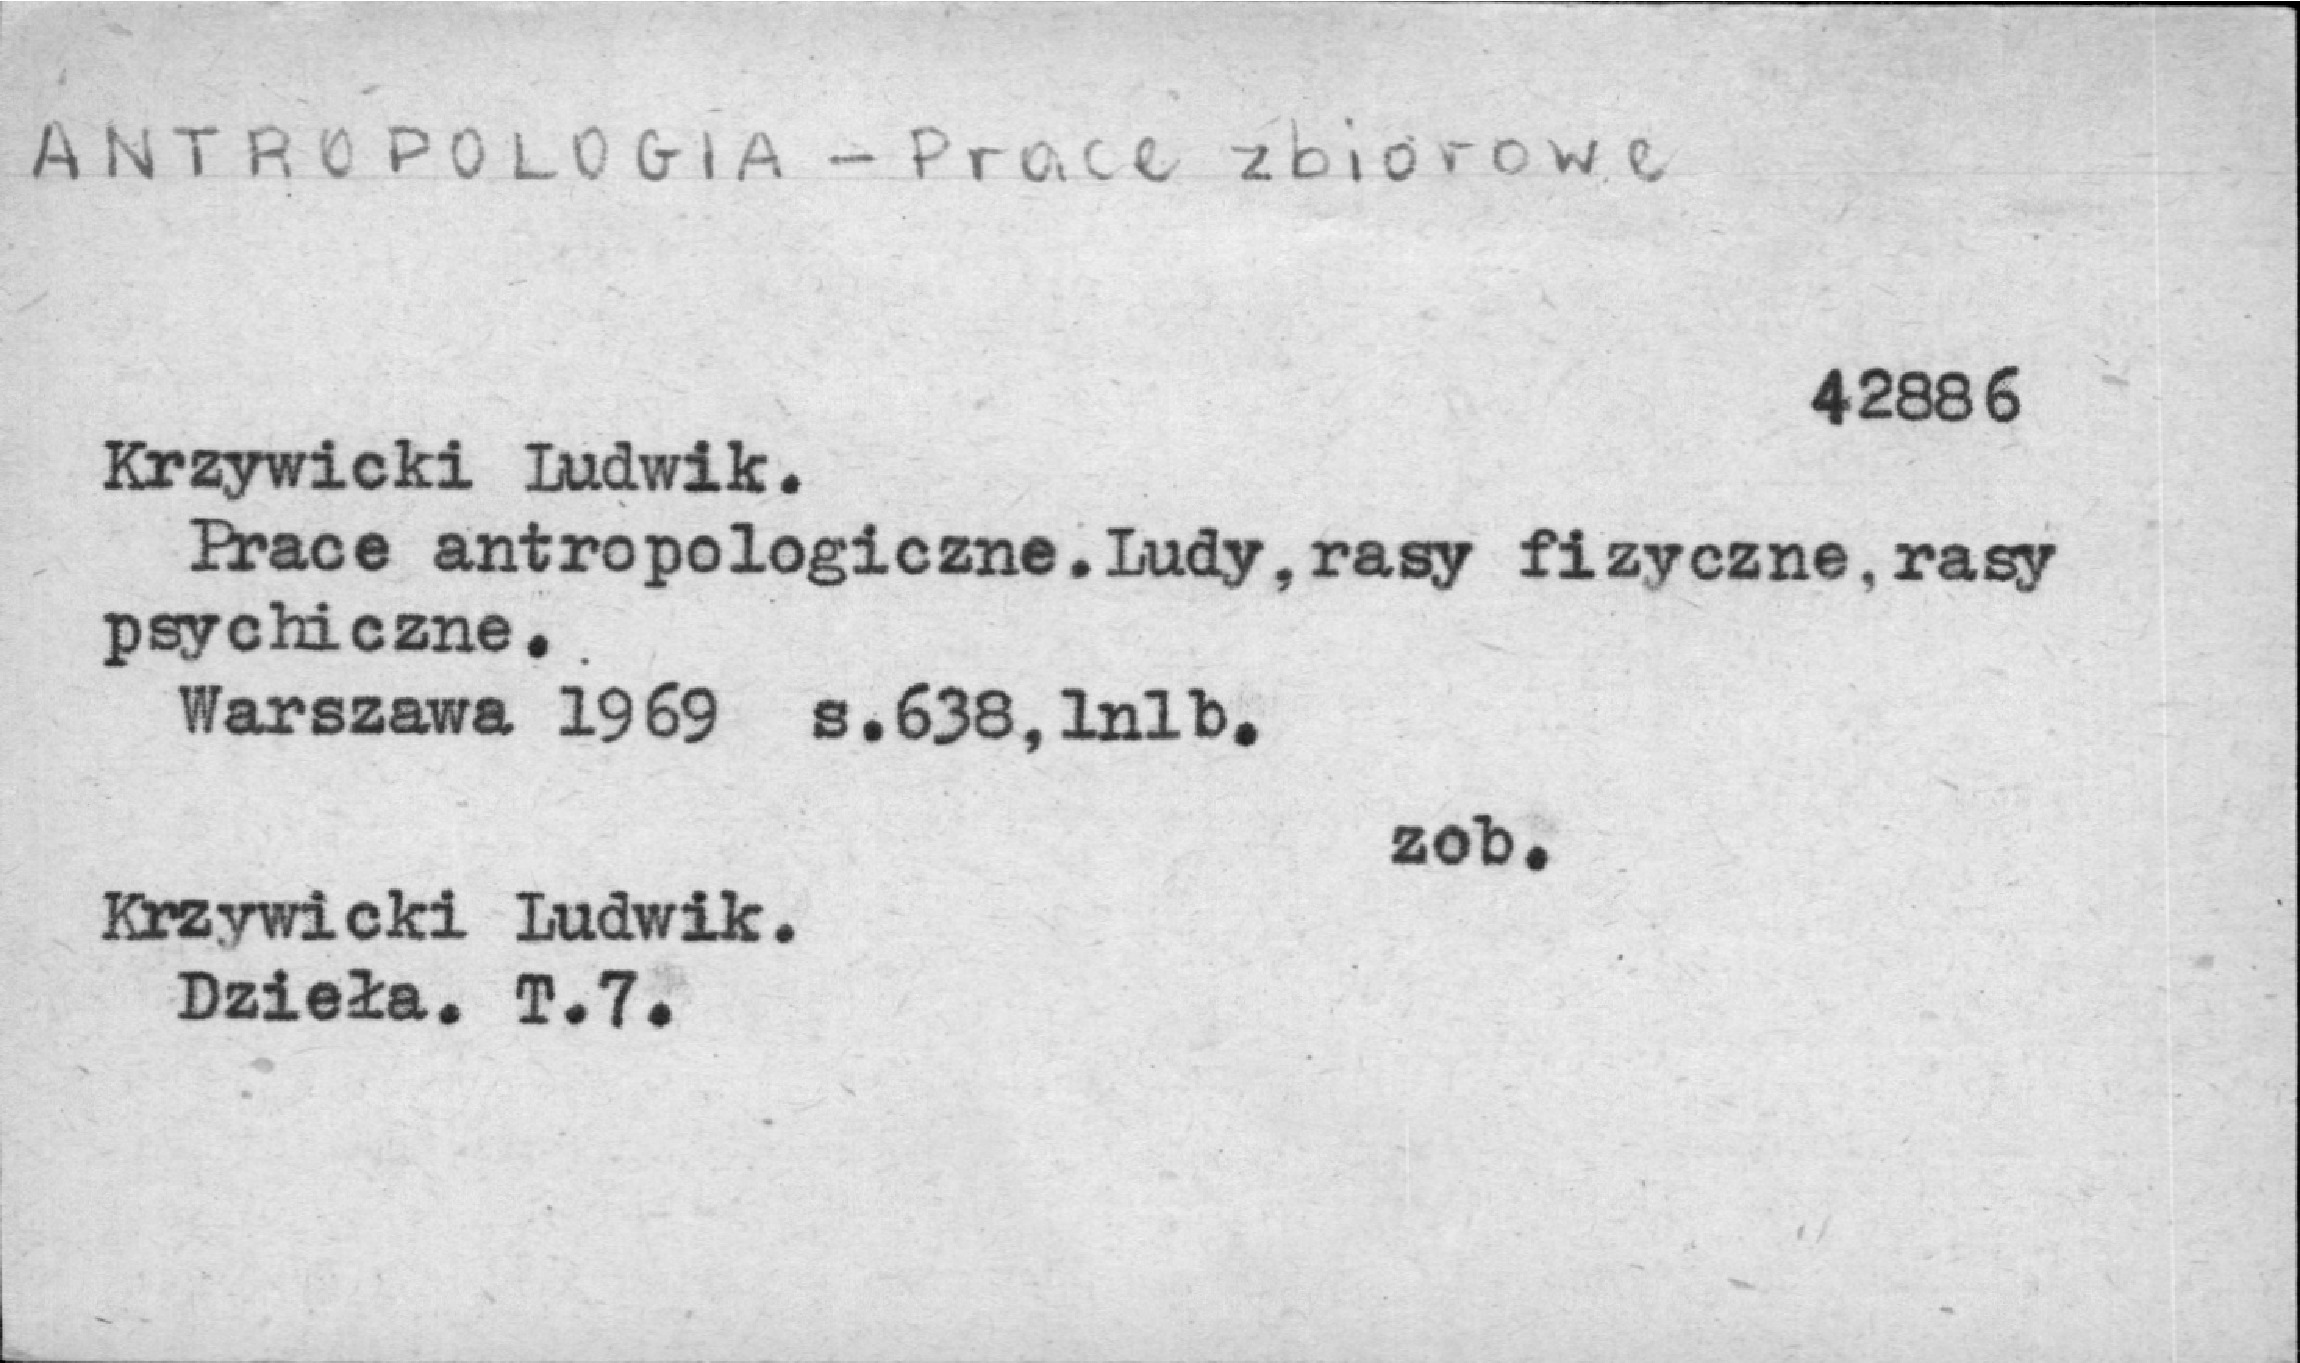 ANTROPOLOGIA - Prace zbiorowe
42886
Krzywicki Ludwik.
Prace antropologiczne.Ludy,rasy fizyczne,rasy
psychiczne.
Warszawa 1969 s.638,lnlb.
zob.
Krzywicki Ludwik.
Dzieła. T.7.